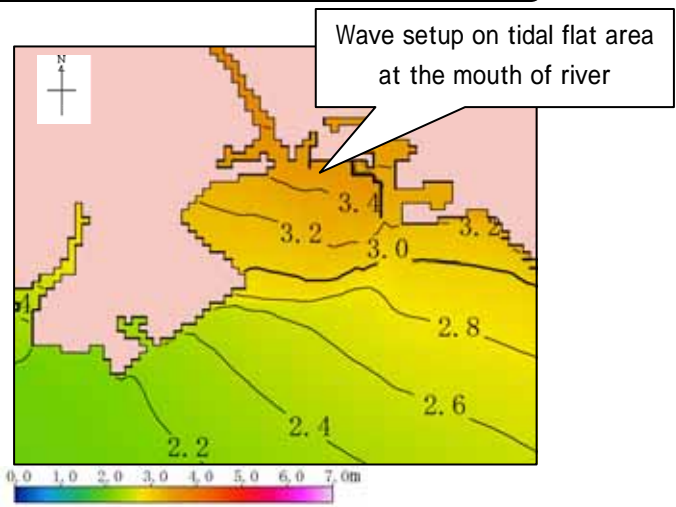 Wave setup on tidal flat area
at the mouth of river
N
3.4
3.2
3.2
3.0
2.8
2.6
2.4
2.2
0,0 1,0 2,0 3,0 4,0 5,0 6,0 7,0m